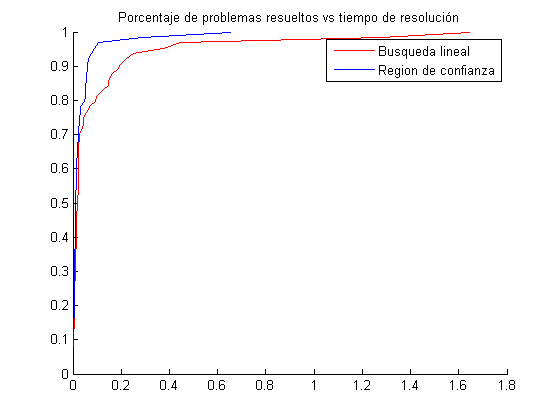 Porcentaje de problemas resueltos vs tiempo de resolución
1
0.9
0.8
0.7
0.6
0.5
0.4
0.3
0.2
0.1
0
Busqueda lineal
Region de confianza
0 0.2 0.4 0.6 0.8 1 1.2 1.4 1.6 1.8